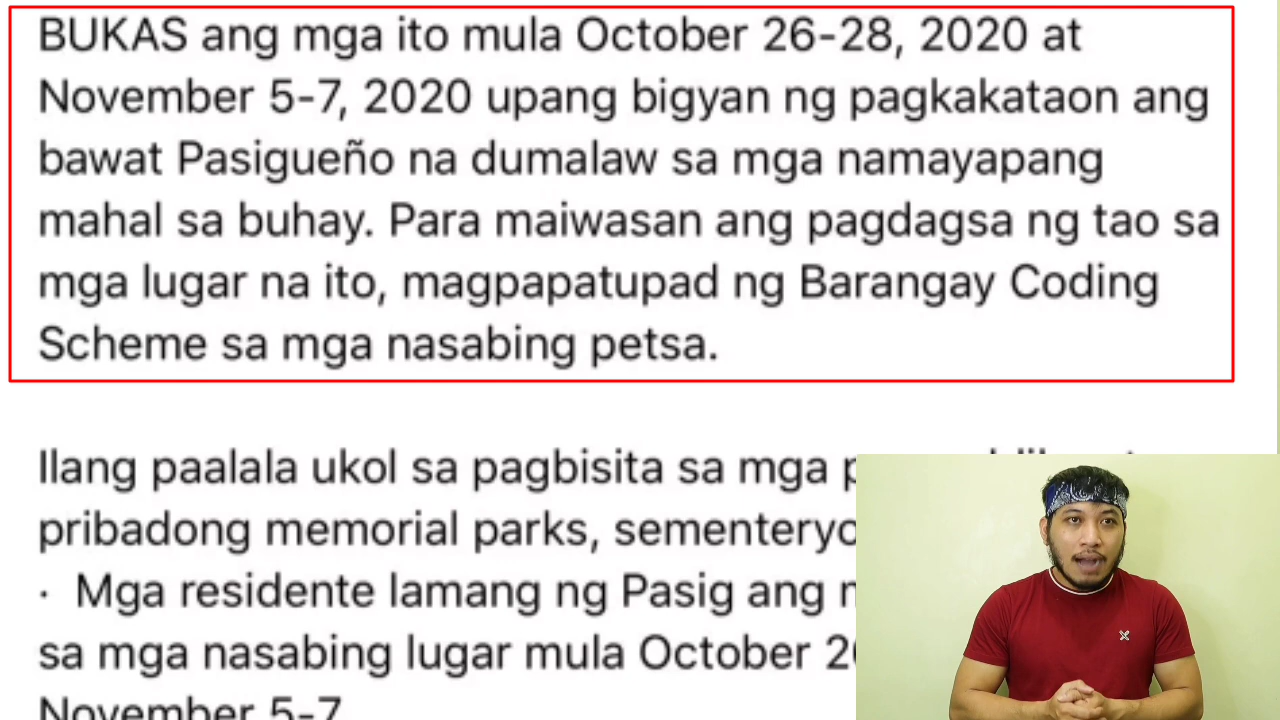 BUKAS ang mga ito mula October 26-28, 2020 at
November 5-7, 2020 upang bigyan ng pagkakataon ang
bawat Pasigueño na dumalaw sa mga namayapang
mahal sa buhay. Para maiwasan ang pagdagsa ng tao sa
mga lugar na ito, magpapatupad ng Barangay Coding
Scheme sa mga nasabing petsa.
Ilang paalala ukol sa pagbisita sa mga
pribadong memorial parks, sementeryo
· Mga residente lamang ng Pasig ang
sa mga nasabing lugar mula October
November 5-7